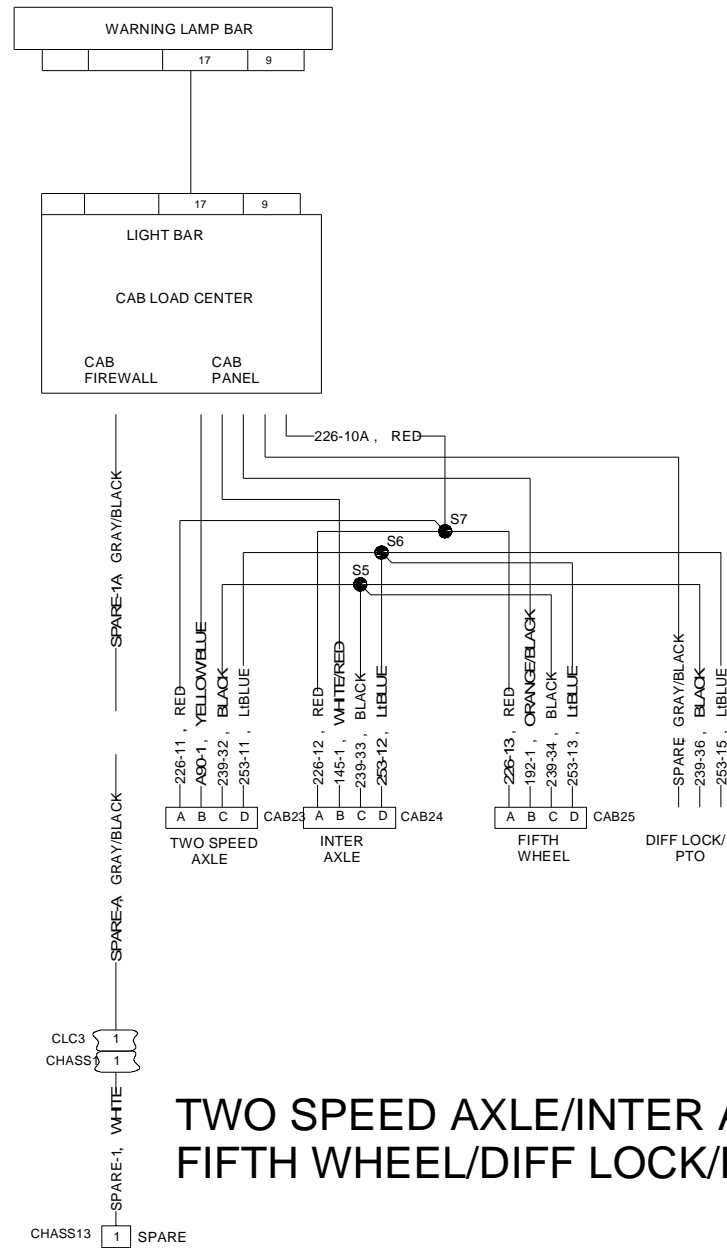 WARNING LAMP BAR
17 9
17 9
LIGHT BAR
CAB LOAD CENTER
CAB
FIREWALL
CAB
PANEL
226-10A , RED
S7
S6
S5
SPARE-1A, GRAY/BLACK
226-11 , RED
A90-1, YELLOW/BLUE
239-32, BLACK
253-11, LtBLUE
226-12, RED
145-1 , WHITE/RED
239-33, BLACK
253-12, LtBLUE
226-13, RED
192-1 , ORANGE/BLACK
239-34 , BLACK
253-13, LtBLUE
SPARE GRAY/BLACK
239-36, BLACK
253-15, LtBLUE
A B C D CAB23
TWO SPEED
AXLE
A B C D CAB24
INTER
AXLE
A B C D CAB25
FIFTH
WHEEL
DIFF LOCK/
PTO
SPARE-A, GRAY/BLACK
CLC3 1
CHASS1 1
SPARE-1, WHITE
TWO SPEED AXLE/INTER
FIFTH WHEEL/DIFF LOCK/
CHASS13 1 SPARE